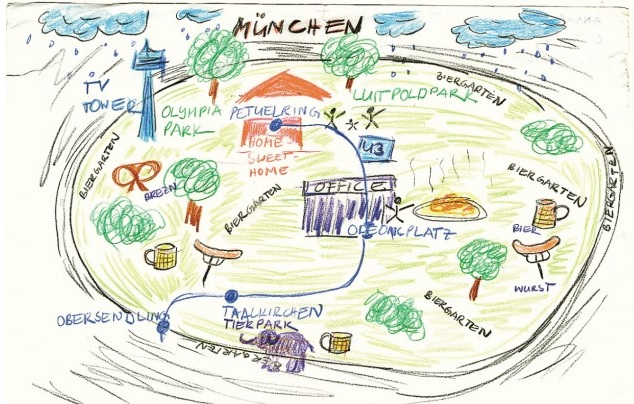 MÜNCHEN
TV
TOWER
OLYMPIA
PARK
PETUELRING
LUITPOLDPARK
BIERGARTEN
HOME
SWEET-
HOME
U3
BIERGARTEN
BREZN
BIERGARTEN
OFFICE
ODEONSPLATZ
BIERGARTEN
BIER
BIERGARTEN
WURST
OBERSENDLING
THALKIRCHEN
TIERPARK
BIERGARTEN
BIERGARTEN